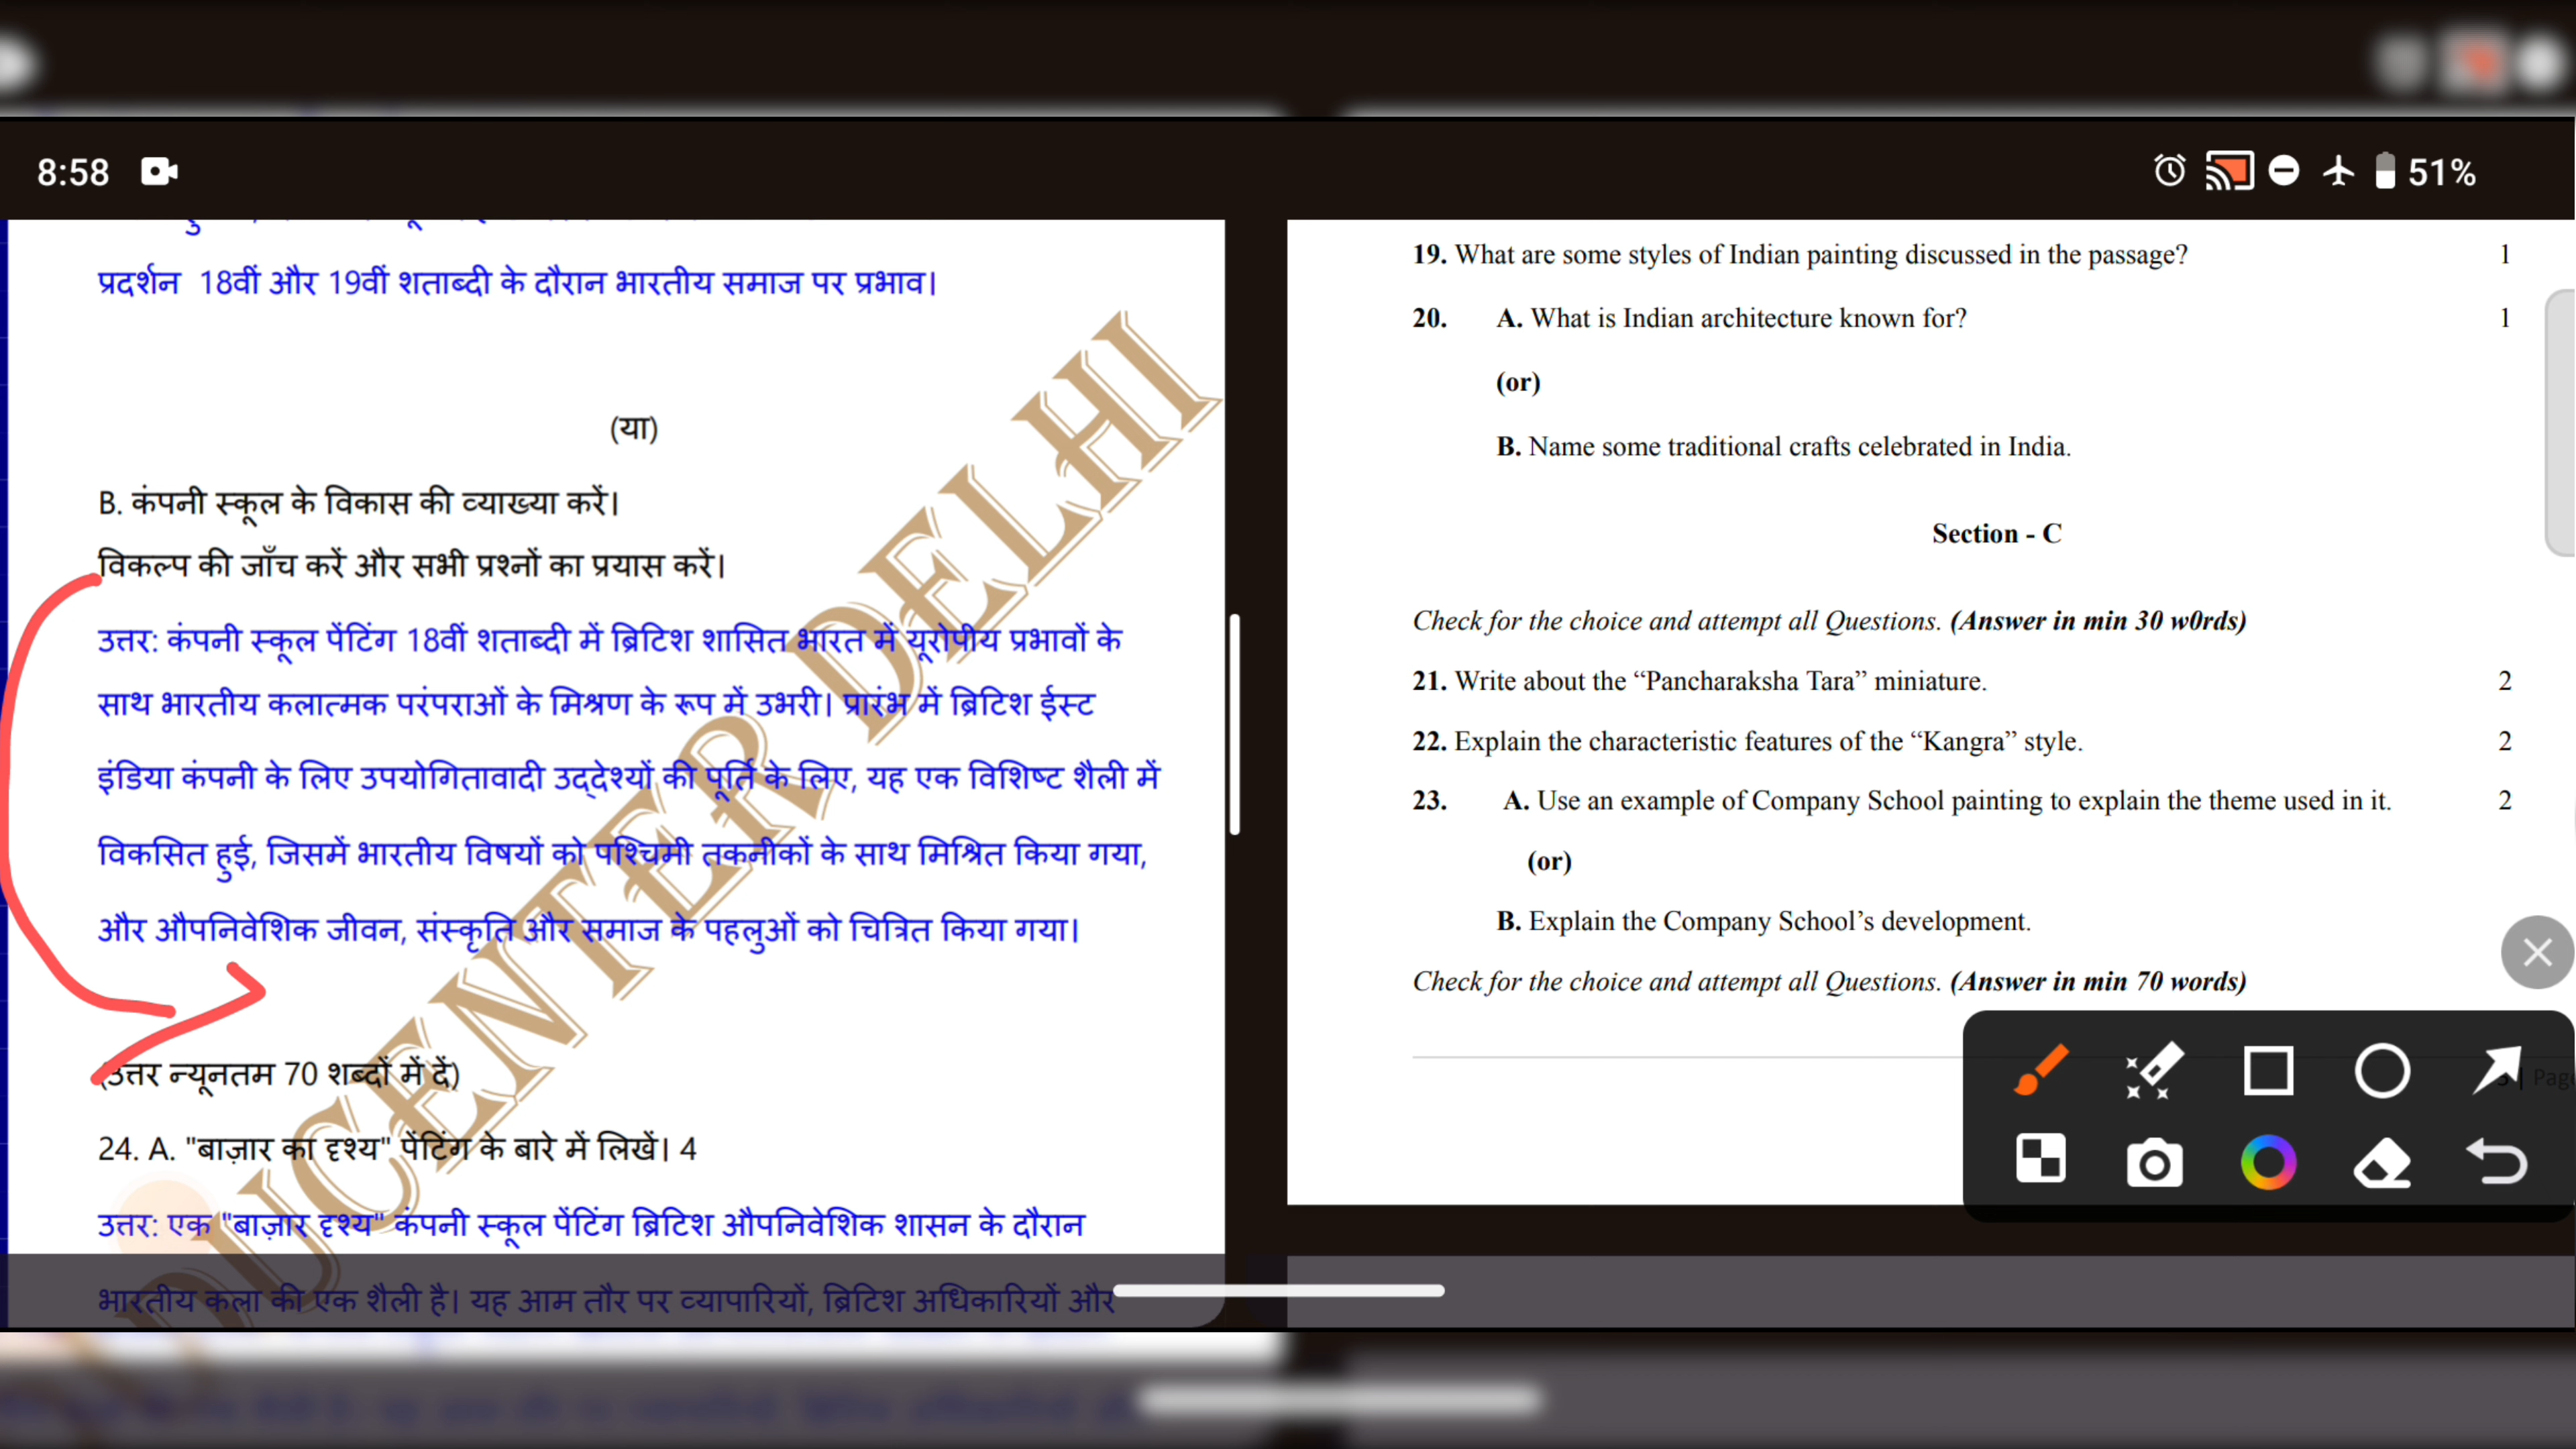 8:58
51%
प्रदर्शन 18वीं और 19वीं शताब्दी के दौरान भारतीय समाज पर प्रभाव।
(या)
B. कंपनी स्कूल के विकास की व्याख्या करें।
विकल्प की जाँच करें और सभी प्रश्नों का प्रयास करें।
उत्तर: कंपनी स्कूल पेंटिंग 18वीं शताब्दी में ब्रिटिश शासित भारत में यूरोपीय प्रभावों के
साथ भारतीय कलात्मक परंपराओं के मिश्रण के रूप में उभरी। प्रारंभ में ब्रिटिश ईस्ट
इंडिया कंपनी के लिए उपयोगितावादी उद्देश्यों की पूर्ति के लिए, यह एक विशिष्ट शैली में
विकसित हुई, जिसमें भारतीय विषयों को पश्चिमी तकनीकों के साथ मिश्रित किया गया,
और औपनिवेशिक जीवन, संस्कृति और समाज के पहलुओं को चित्रित किया गया।
(उत्तर न्यूनतम 70 शब्दों में दें)
24. A. "बाज़ार का दृश्य" पेंटिंग के बारे में लिखें। 4
उत्तर: एक "बाज़ार दृश्य" कंपनी स्कूल पेंटिंग ब्रिटिश औपनिवेशिक शासन के दौरान
भारतीय कला की एक शैली है। यह आम तौर पर व्यापारियों, ब्रिटिश अधिकारियों और
DUCENTER DELHI
19. What are some styles of Indian painting discussed in the passage? 1
20. A. What is Indian architecture known for? 1
(or)
B. Name some traditional crafts celebrated in India.
Section - C
Check for the choice and attempt all Questions. (Answer in min 30 w0rds)
21. Write about the “Pancharaksha Tara” miniature. 2
22. Explain the characteristic features of the “Kangra” style. 2
23. A. Use an example of Company School painting to explain the theme used in it. 2
(or)
B. Explain the Company School’s development.
Check for the choice and attempt all Questions. (Answer in min 70 words)